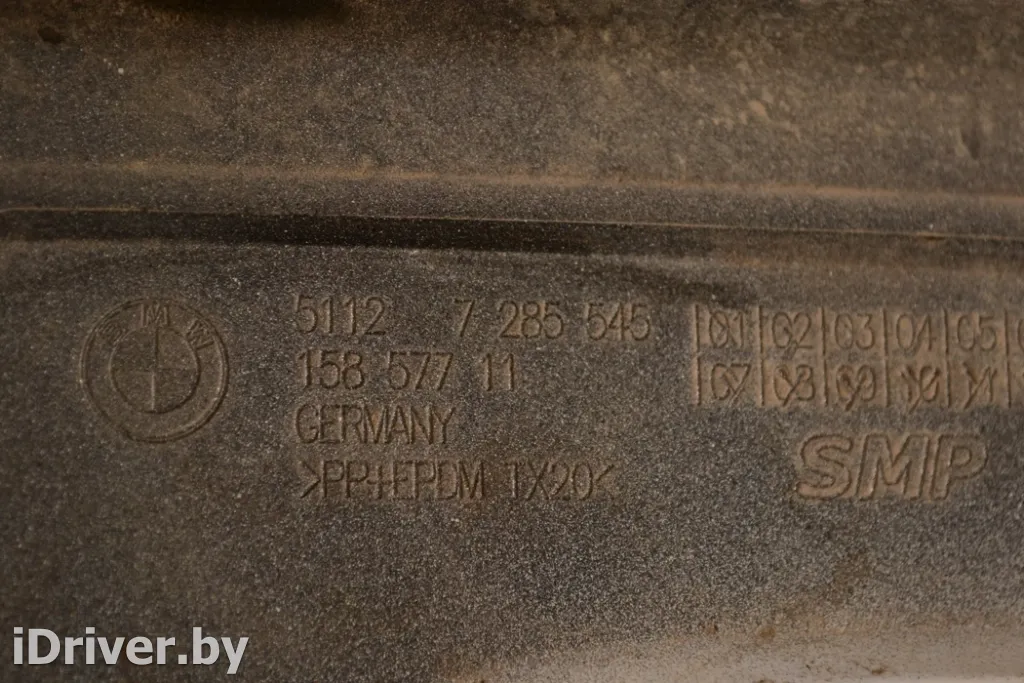 BMW
5112 7 285 545
158 577 11
GERMANY
>PP+EPDM TX20<
01 02 03 04 05
07 08 09 10 11
SMP
iDriver.by